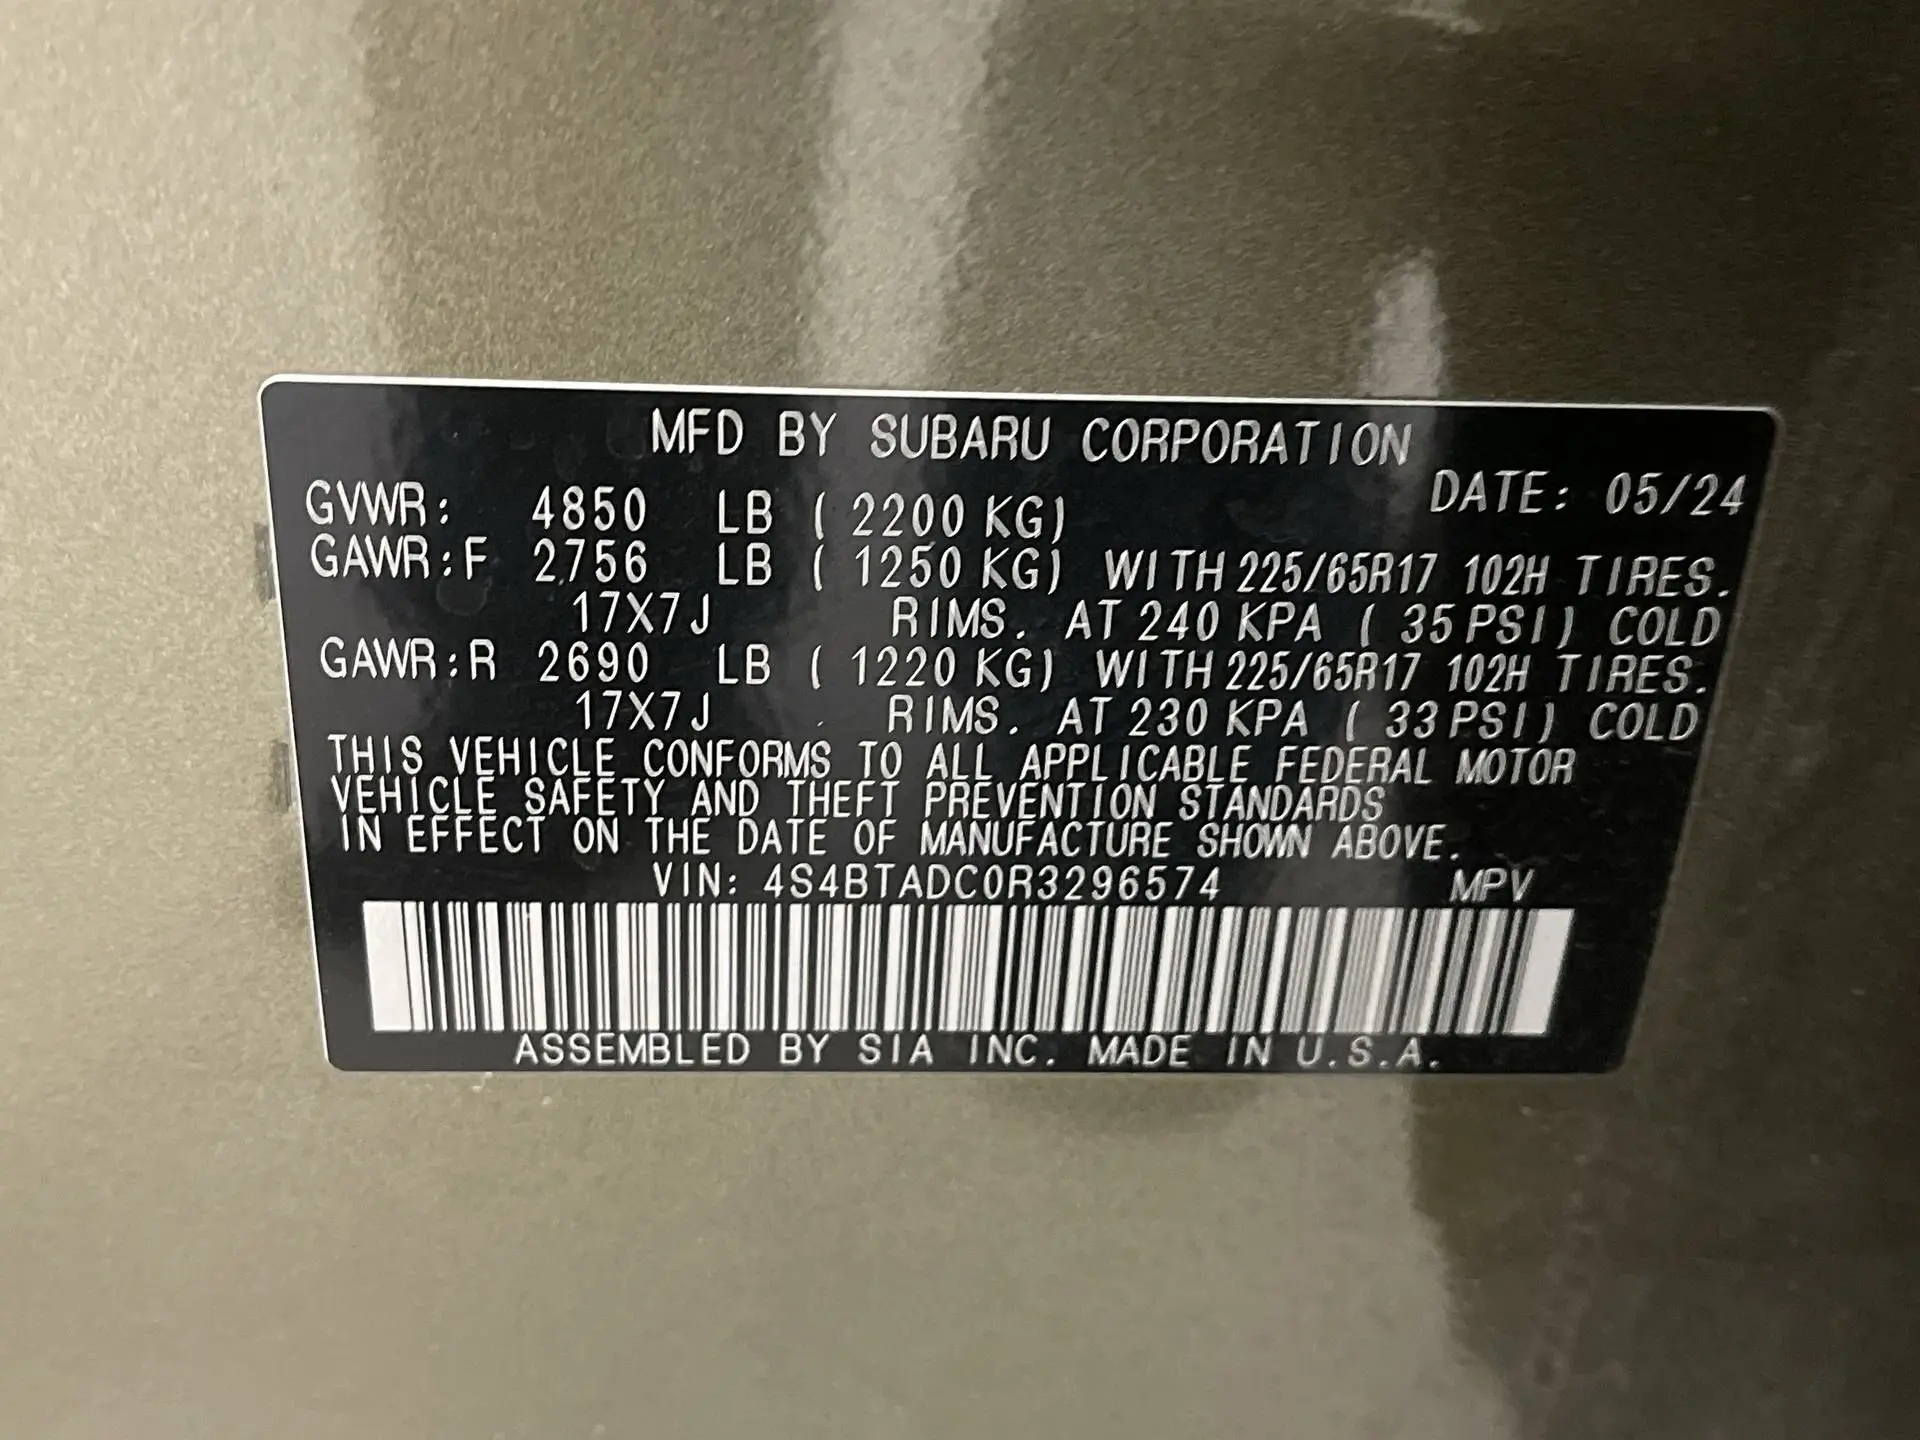 MFD BY SUBARU CORPORATION
DATE: 05/24
GVWR: 4850 LB ( 2200 KG)
GAWR:F 2756 LB ( 1250 KG) WITH 225/65R17 102H TIRES.
17X7J RIMS. AT 240 KPA ( 35 PSI) COLD
GAWR:R 2690 LB ( 1220 KG) WITH 225/65R17 102H TIRES.
17X7J RIMS. AT 230 KPA ( 33 PSI) COLD
THIS VEHICLE CONFORMS TO ALL APPLICABLE FEDERAL MOTOR
VEHICLE SAFETY AND THEFT PREVENTION STANDARDS
IN EFFECT ON THE DATE OF MANUFACTURE SHOWN ABOVE.
VIN: 4S4BTADC0R3296574 MPV
ASSEMBLED BY SIA INC. MADE IN U.S.A.